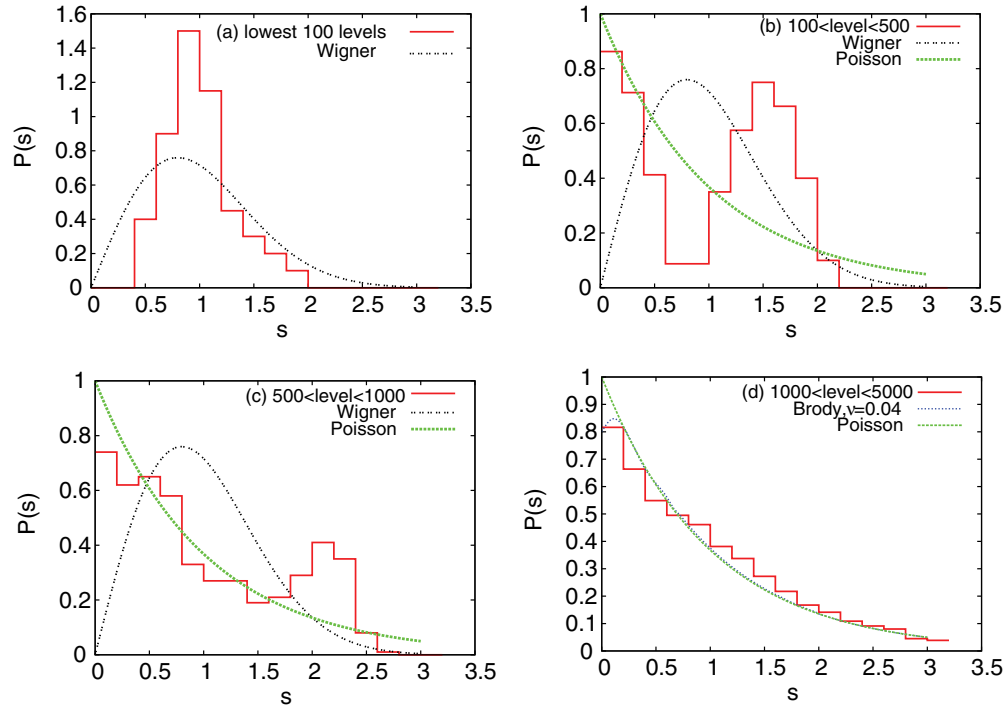 1.6
1.4
1.2
1
0.8
0.6
0.4
0.2
0
P(s)
(a) lowest 100 levels
Wigner
0 0.5 1 1.5 2 2.5 3 3.5
s
1
0.8
0.6
0.4
0.2
0
P(s)
(b) 100<level<500
Wigner
Poisson
0 0.5 1 1.5 2 2.5 3 3.5
s
1
0.8
0.6
0.4
0.2
0
P(s)
(c) 500<level<1000
Wigner
Poisson
0 0.5 1 1.5 2 2.5 3 3.5
s
1
0.9
0.8
0.7
0.6
0.5
0.4
0.3
0.2
0.1
0
P(s)
(d) 1000<level<5000
Brody,ν=0.04
Poisson
0 0.5 1 1.5 2 2.5 3 3.5
s